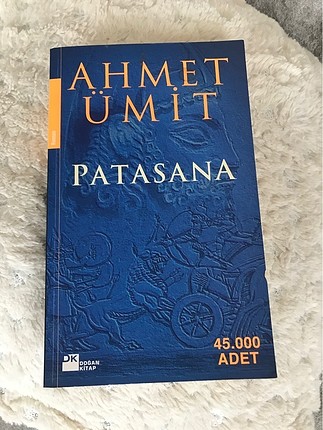 AHMET
ÜMİT
PATASANA
DK
DOĞAN
KİTAP
45.000
ADET